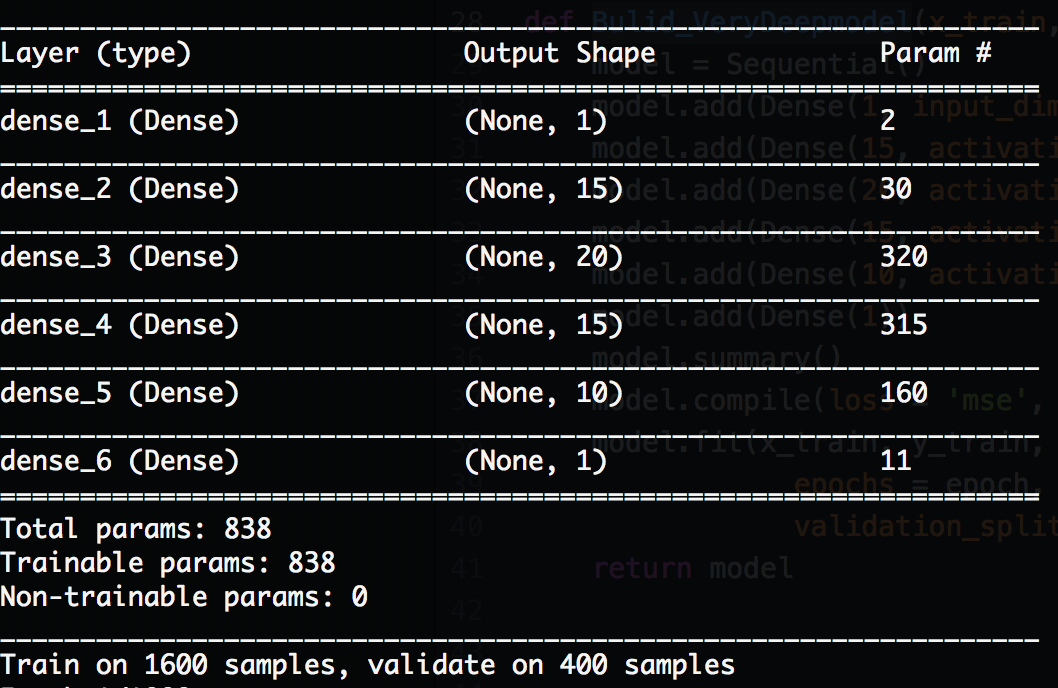 Layer (type) Output Shape Param #
dense_1 (Dense) (None, 1) 2
dense_2 (Dense) (None, 15) 30
dense_3 (Dense) (None, 20) 320
dense_4 (Dense) (None, 15) 315
dense_5 (Dense) (None, 10) 160
dense_6 (Dense) (None, 1) 11
Total params: 838
Trainable params: 838
Non-trainable params: 0
Train on 1600 samples, validate on 400 samples
28 def Bulid_VeryDeepmodel(x_train,
model = Sequential()
model.add(Dense(1, input_dim
31 model.add(Dense(15, activati
model.add(Dense(20, activati
model.add(Dense(15, activati
model.add(Dense(10, activati
model.add(Dense(1))
36 model.summary()
model.compile(loss = 'mse',
model.fit(x_train, y_train,
39 epochs = epoch,
40 validation_split
41 return model
42